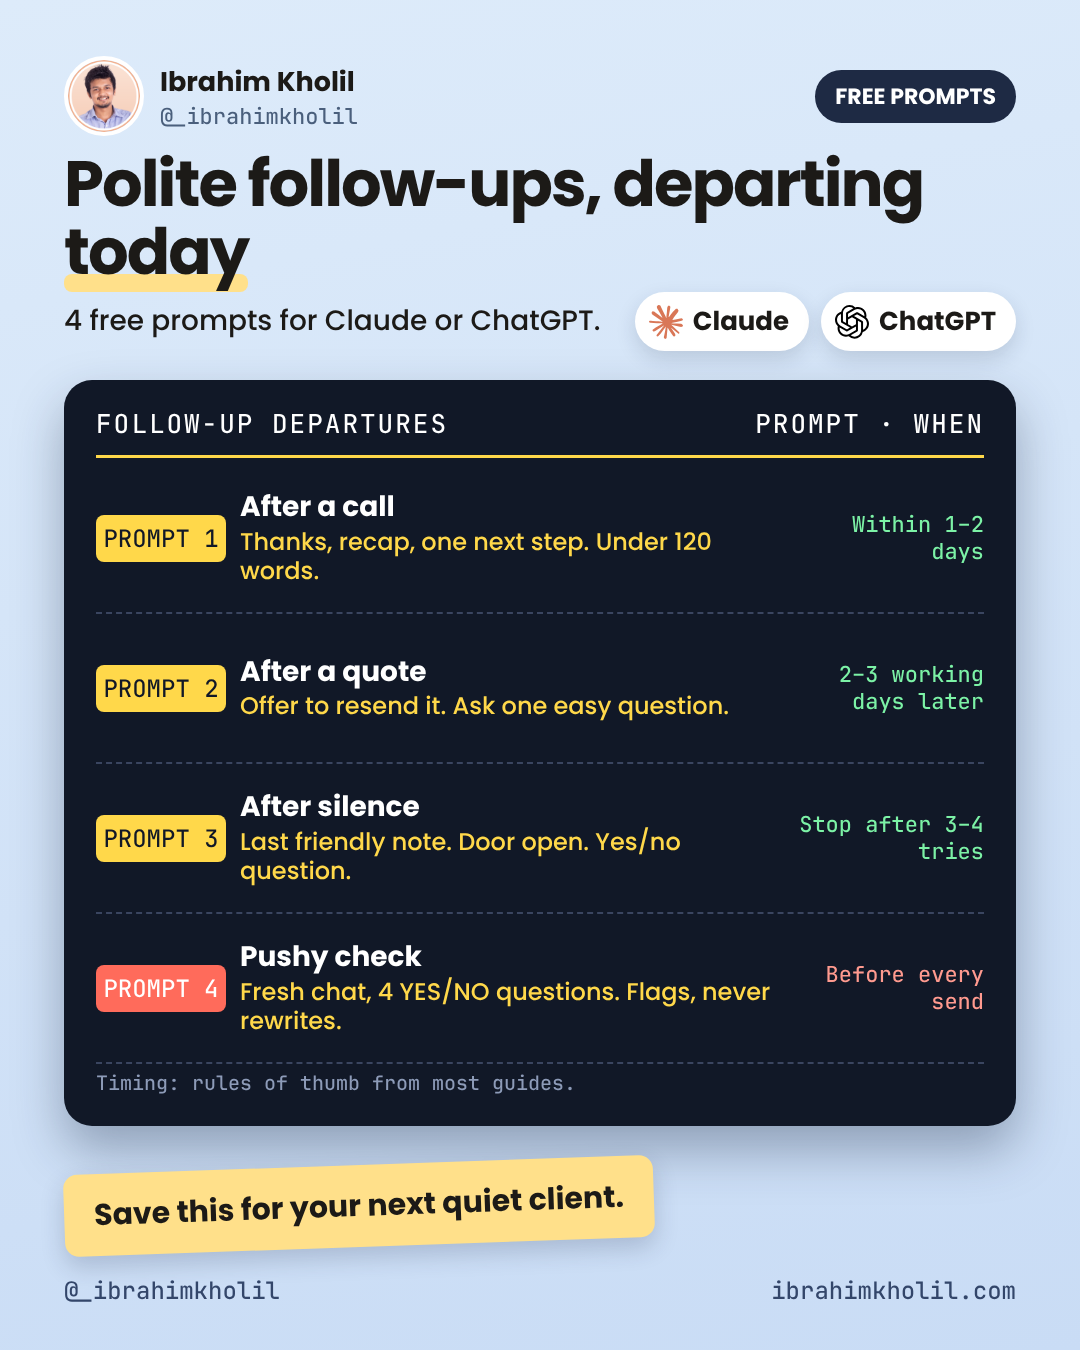 Ibrahim Kholil
@_ibrahimkholil
FREE PROMPTS
Polite follow-ups, departing
today
4 free prompts for Claude or ChatGPT.
Claude
ChatGPT
FOLLOW-UP DEPARTURES
PROMPT · WHEN
PROMPT 1
After a call
Thanks, recap, one next step. Under 120
words.
Within 1–2
days
PROMPT 2
After a quote
Offer to resend it. Ask one easy question.
2–3 working
days later
PROMPT 3
After silence
Last friendly note. Door open. Yes/no
question.
Stop after 3–4
tries
PROMPT 4
Pushy check
Fresh chat, 4 YES/NO questions. Flags, never
rewrites.
Before every
send
Timing: rules of thumb from most guides.
Save this for your next quiet client.
@_ibrahimkholil
ibrahimkholil.com